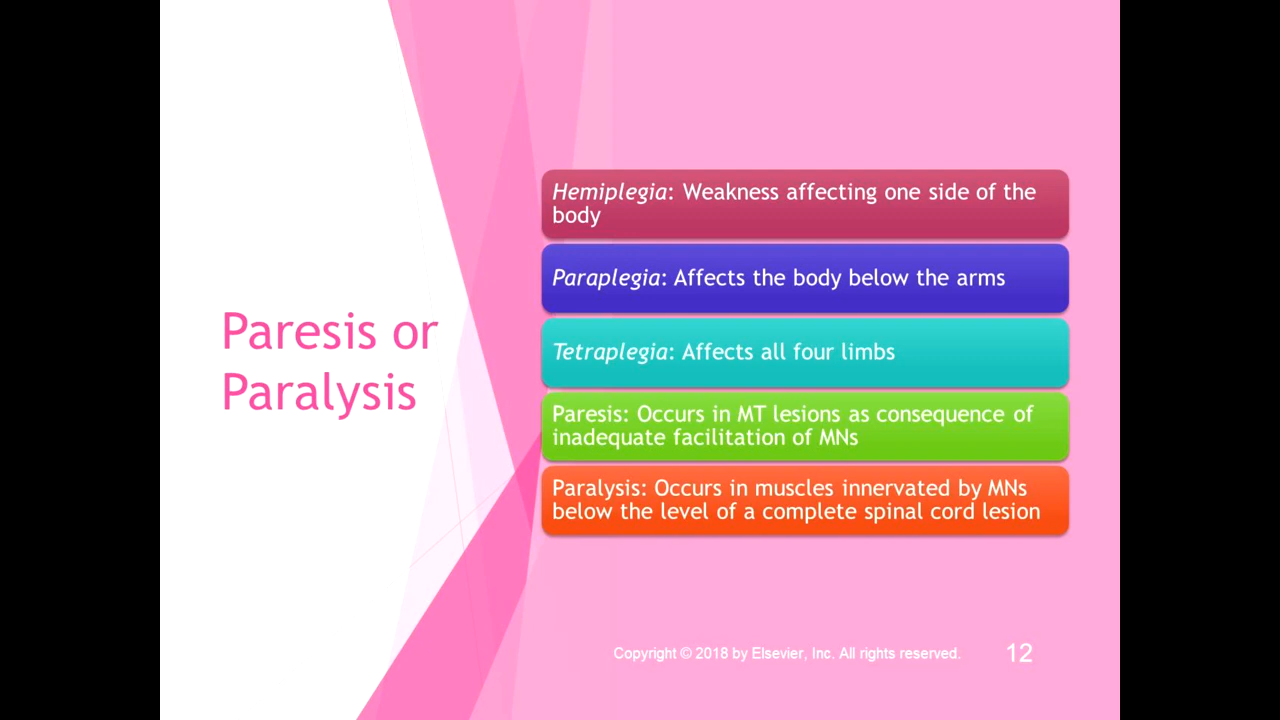 Paresis or
Paralysis
Hemiplegia: Weakness affecting one side of the
body
Paraplegia: Affects the body below the arms
Tetraplegia: Affects all four limbs
Paresis: Occurs in MT lesions as consequence of
inadequate facilitation of MNs
Paralysis: Occurs in muscles innervated by MNs
below the level of a complete spinal cord lesion
Copyright © 2018 by Elsevier, Inc. All rights reserved.
12